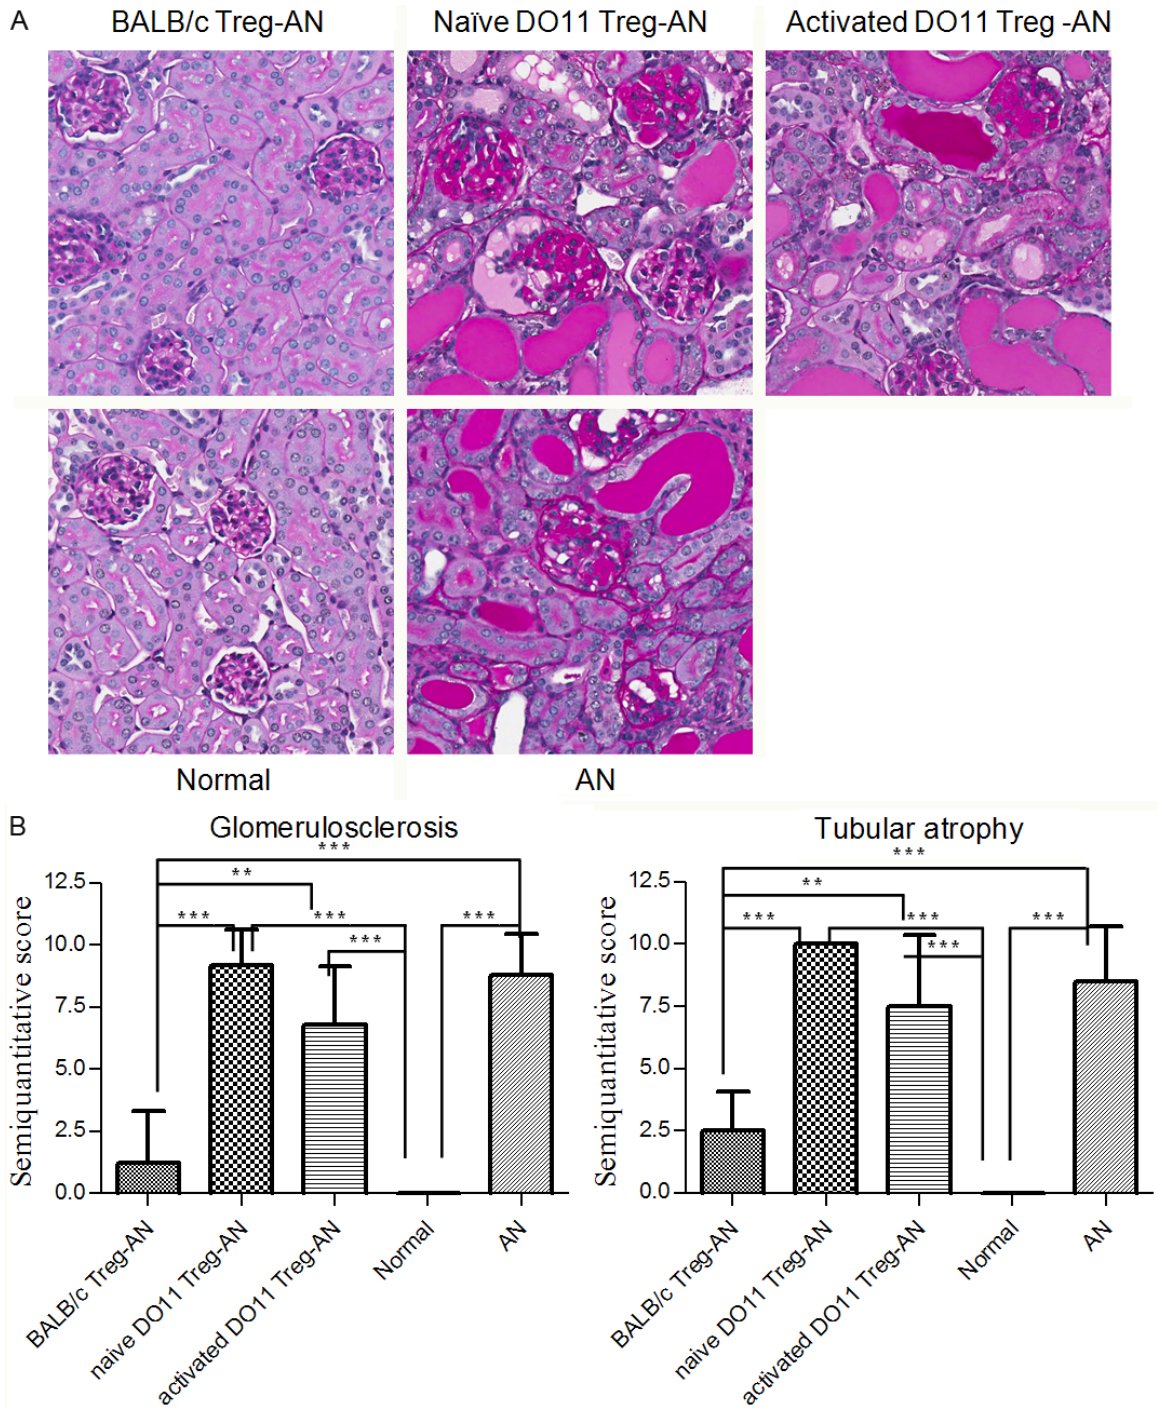 A
BALB/c Treg-AN
Naïve DO11 Treg-AN
Activated DO11 Treg -AN
Normal
AN
B
Glomerulosclerosis
***
**
***
***
***
***
12.5
10.0
7.5
5.0
2.5
0.0
Semiquantitative score
BALB/c Treg-AN
naive DO11 Treg-AN
activated DO11 Treg-AN
Normal
AN
Tubular atrophy
***
**
***
***
***
***
12.5
10.0
7.5
5.0
2.5
0.0
Semiquantitative score
BALB/c Treg-AN
naive DO11 Treg-AN
activated DO11 Treg-AN
Normal
AN